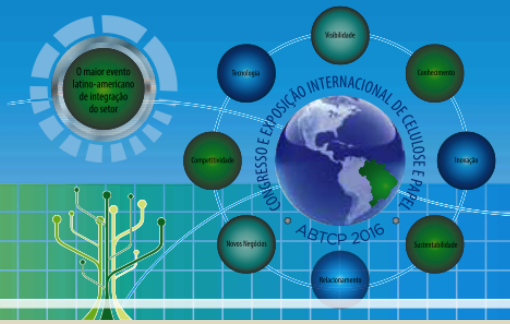 O maior evento
latino-americano
de integração
do setor
Visibilidade
Tecnologia
Conhecimento
CONGRESSO E EXPOSIÇÃO INTERNACIONAL DE CELULOSE E PAPEL
Competitividade
Inovação
ABTCP 2016
Novos Negócios
Sustentabilidade
Relacionamento